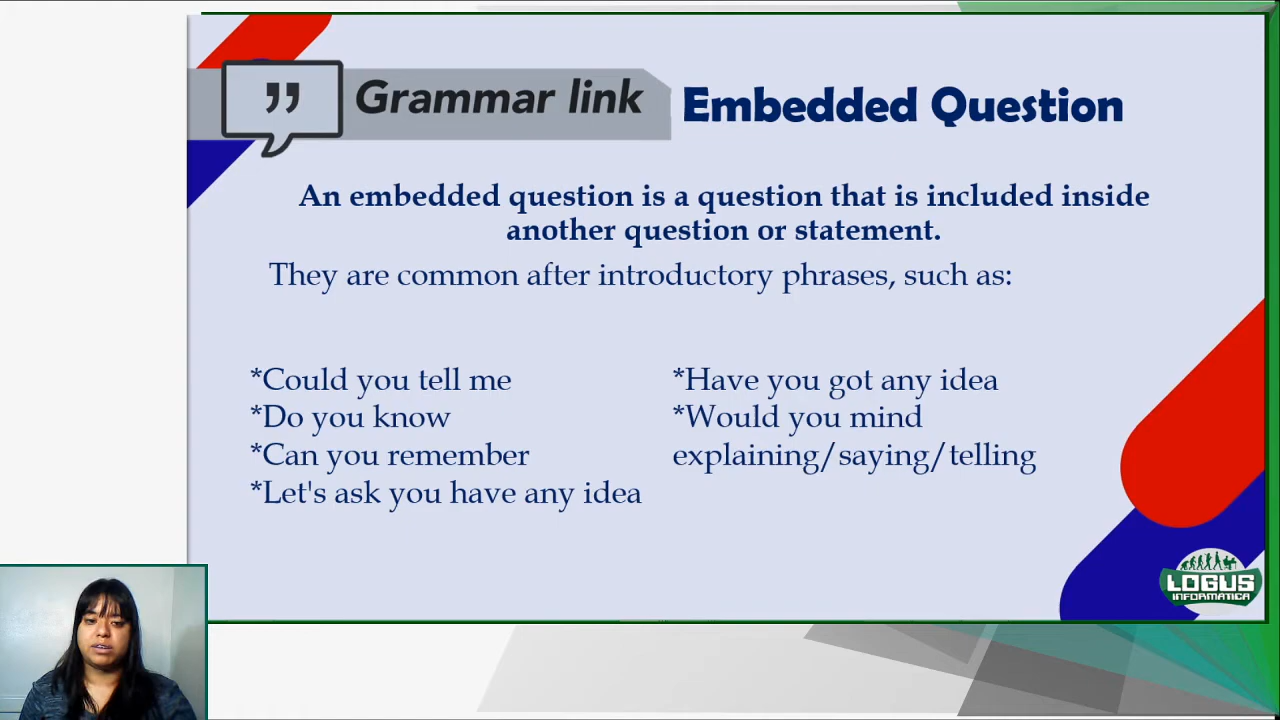 Grammar link
Embedded Question
An embedded question is a question that is included inside
another question or statement.
They are common after introductory phrases, such as:
*Could you tell me
*Do you know
*Can you remember
*Let's ask you have any idea
*Have you got any idea
*Would you mind
explaining/saying/telling
LOGUS
INFORMATICA